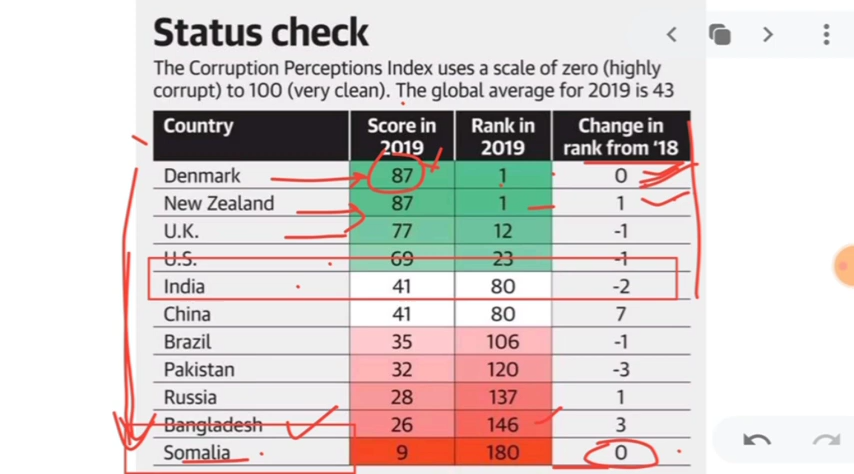 Status check
The Corruption Perceptions Index uses a scale of zero (highly
corrupt) to 100 (very clean). The global average for 2019 is 43
Country Score in 2019 Rank in 2019 Change in rank from '18
Denmark 87 1 0
New Zealand 87 1 1
U.K. 77 12 -1
U.S. 69 23 -1
India 41 80 -2
China 41 80 7
Brazil 35 106 -1
Pakistan 32 120 -3
Russia 28 137 1
Bangladesh 26 146 3
Somalia 9 180 0